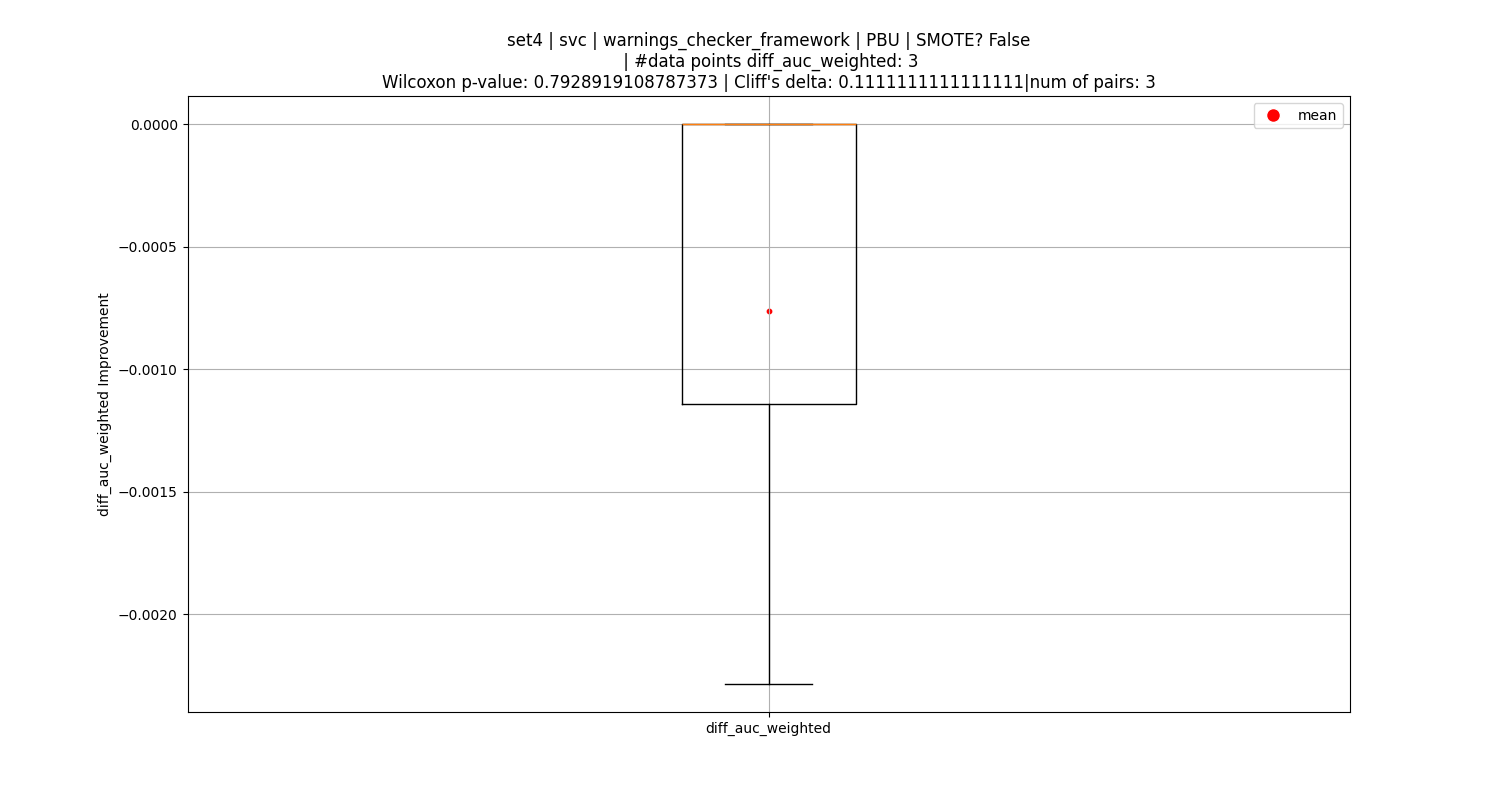 set4 | svc | warnings_checker_framework | PBU | SMOTE? False
| #data points diff_auc_weighted: 3
Wilcoxon p-value: 0.7928919108787373 | Cliff's delta: 0.1111111111111111|num of pairs: 3
mean
0.0000
−0.0005
−0.0010
−0.0015
−0.0020
diff_auc_weighted Improvement
diff_auc_weighted